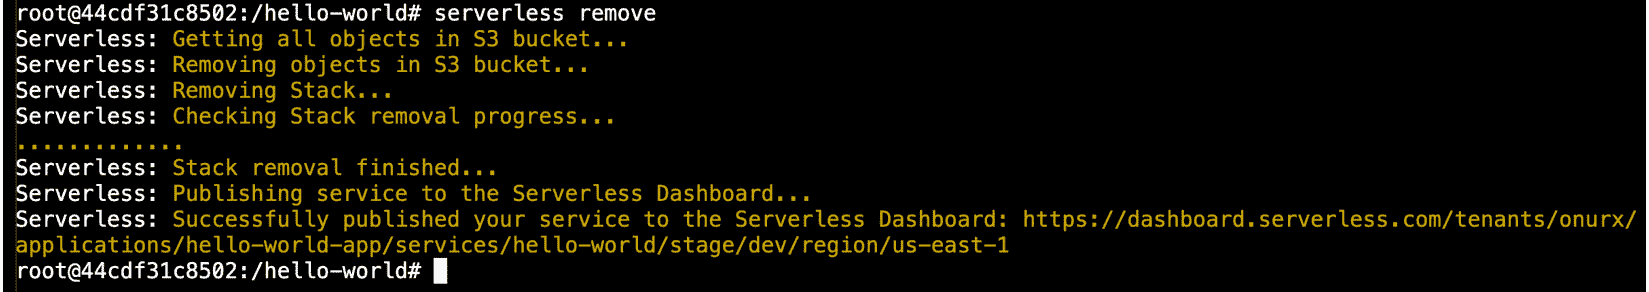 root@44cdf31c8502:/hello-world# serverless remove
Serverless: Getting all objects in S3 bucket...
Serverless: Removing objects in S3 bucket...
Serverless: Removing Stack...
Serverless: Checking Stack removal progress...
.............
Serverless: Stack removal finished...
Serverless: Publishing service to the Serverless Dashboard...
Serverless: Successfully published your service to the Serverless Dashboard: https://dashboard.serverless.com/tenants/onurx/
applications/hello-world-app/services/hello-world/stage/dev/region/us-east-1
root@44cdf31c8502:/hello-world#